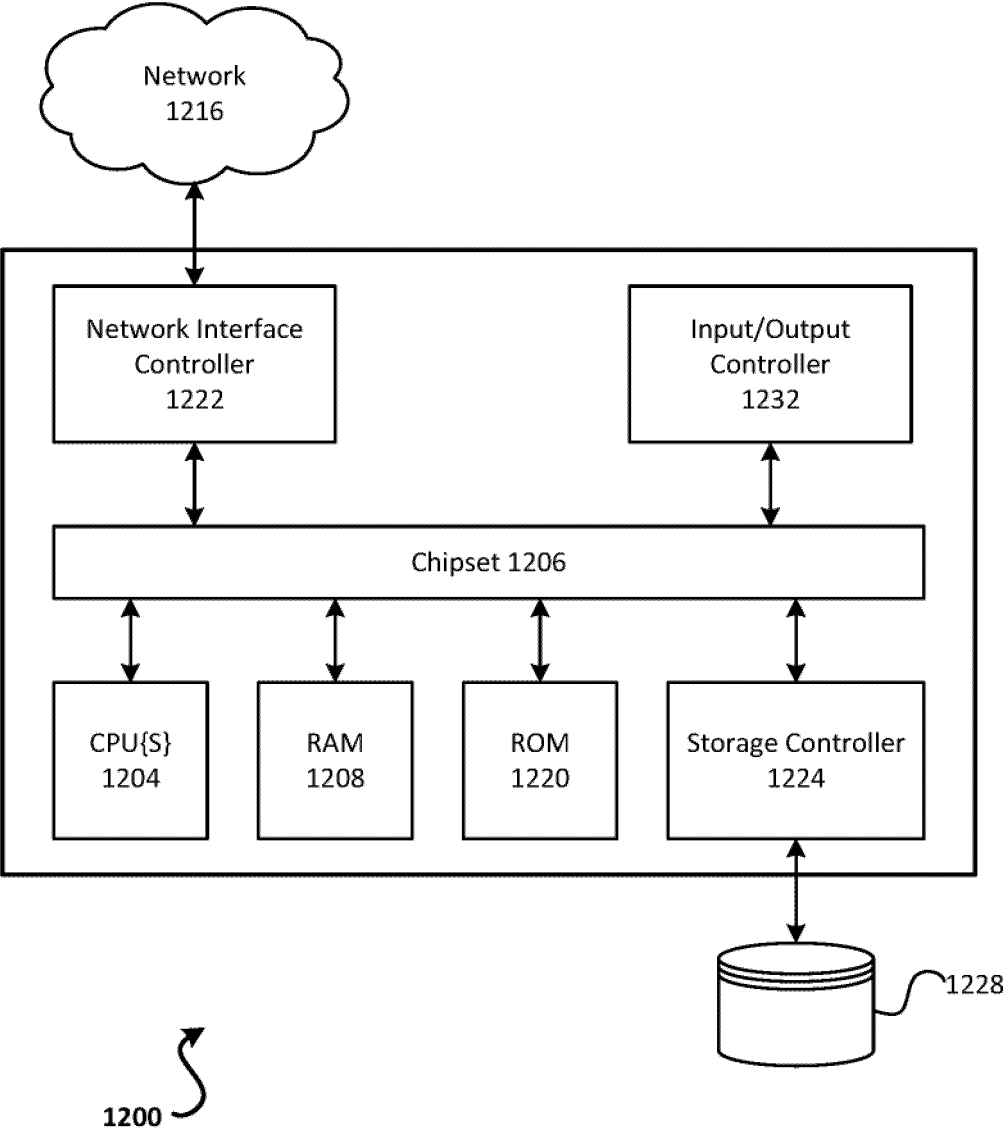 Network
1216
Network Interface
Controller
1222
Input/Output
Controller
1232
Chipset 1206
CPU{S}
1204
RAM
1208
ROM
1220
Storage Controller
1224
1228
1200